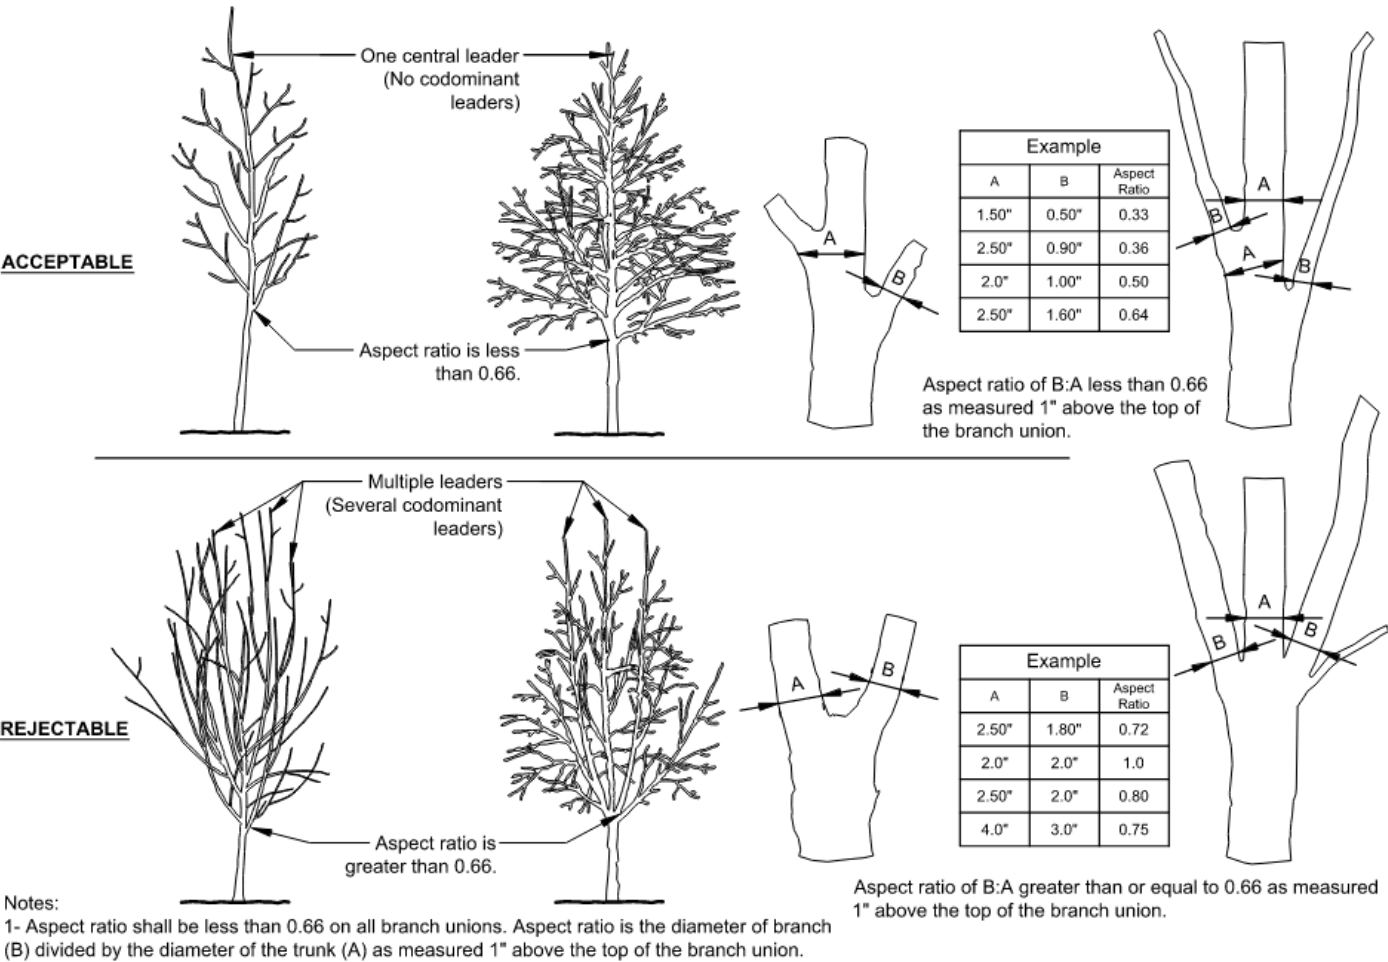 One central leader
(No codominant
leaders)
ACCEPTABLE
Aspect ratio is less
than 0.66.
A
B
Example
A B Aspect Ratio
1.50" 0.50" 0.33
2.50" 0.90" 0.36
2.0" 1.00" 0.50
2.50" 1.60" 0.64
A
B
A
B
Aspect ratio of B:A less than 0.66
as measured 1" above the top of
the branch union.
Multiple leaders
(Several codominant
leaders)
REJECTABLE
Aspect ratio is
greater than 0.66.
A
B
Example
A B Aspect Ratio
2.50" 1.80" 0.72
2.0" 2.0" 1.0
2.50" 2.0" 0.80
4.0" 3.0" 0.75
A
B
B
Aspect ratio of B:A greater than or equal to 0.66 as measured
1" above the top of the branch union.
Notes:
1- Aspect ratio shall be less than 0.66 on all branch unions. Aspect ratio is the diameter of branch
(B) divided by the diameter of the trunk (A) as measured 1" above the top of the branch union.